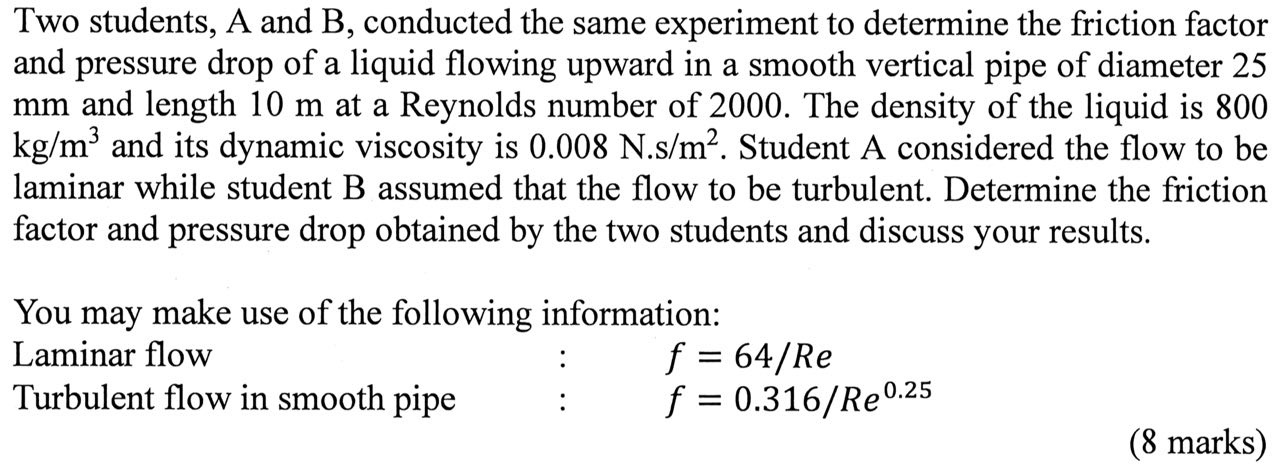 Two students, A and B, conducted the same experiment to determine the friction factor
and pressure drop of a liquid flowing upward in a smooth vertical pipe of diameter 25
mm and length 10 m at a Reynolds number of 2000. The density of the liquid is 800
kg/m³ and its dynamic viscosity is 0.008 N.s/m². Student A considered the flow to be
laminar while student B assumed that the flow to be turbulent. Determine the friction
factor and pressure drop obtained by the two students and discuss your results.
You may make use of the following information:
Laminar flow : f = 64/Re
Turbulent flow in smooth pipe : f = 0.316/Re^0.25
(8 marks)